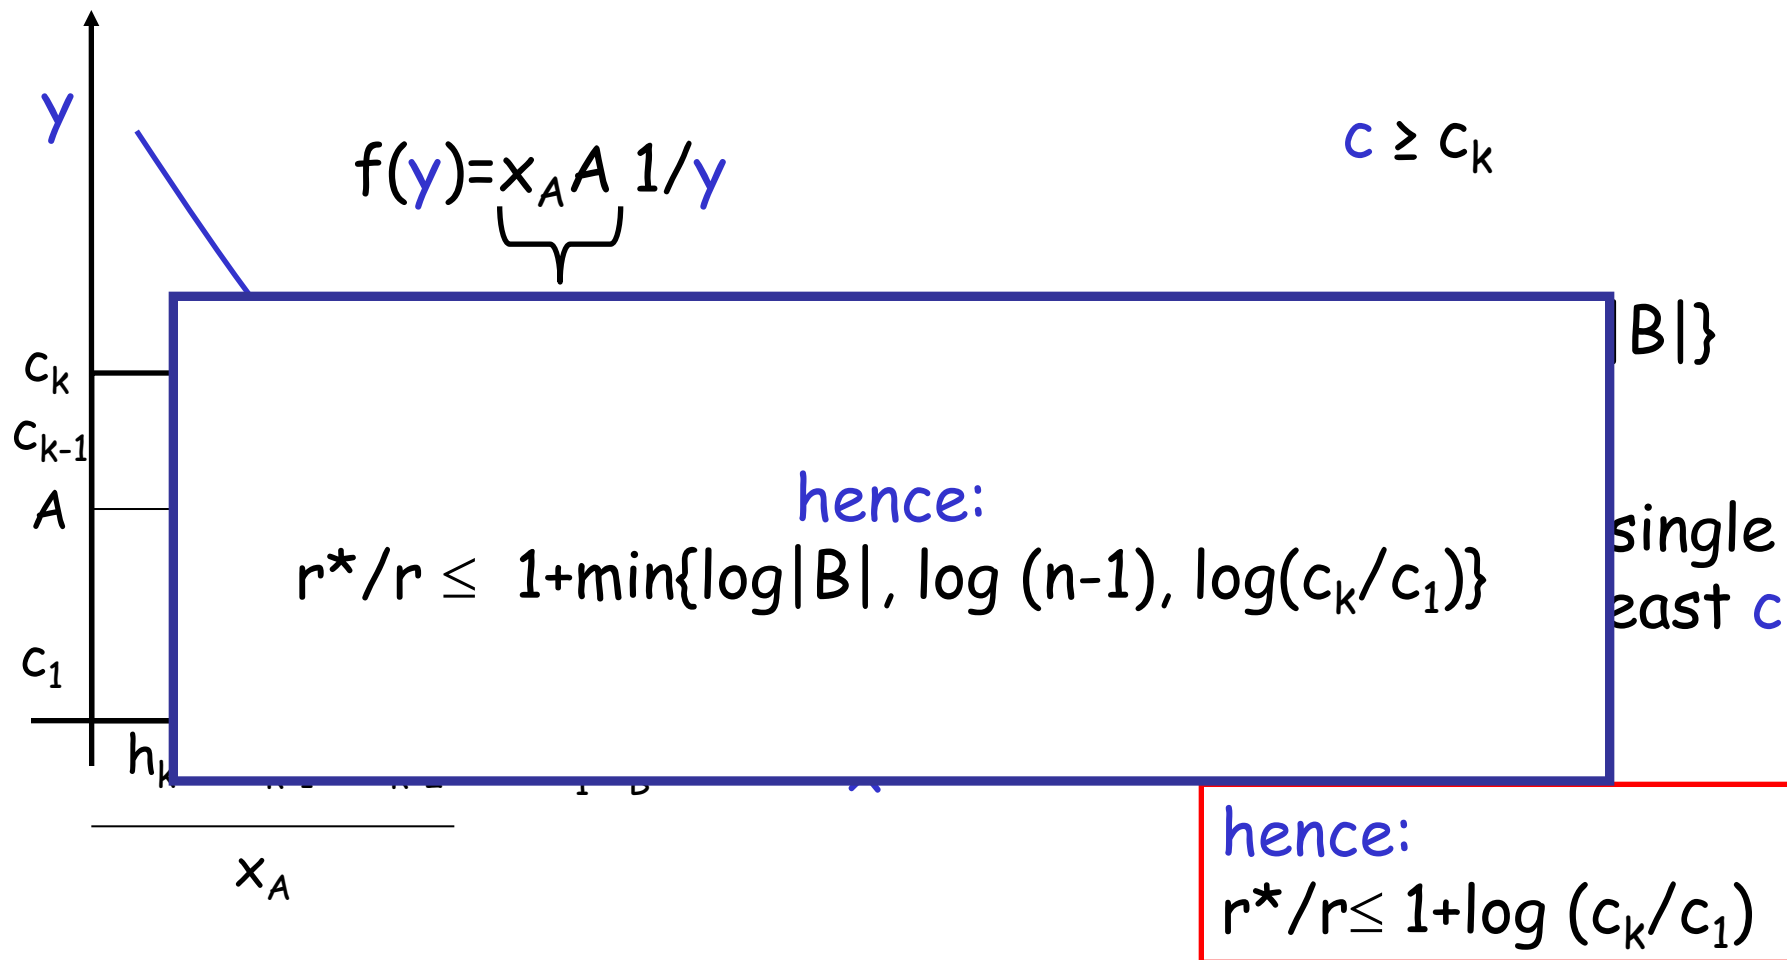 y
f(y)=x_A A 1/y
c ≥ c_k
|B|}
c_k
c_{k-1}
A
hence:
r*/r ≤ 1+min{log|B|, log (n-1), log(c_k/c_1)}
single
east c
c_1
h_k
x_A
hence:
r*/r≤ 1+log (c_k/c_1)